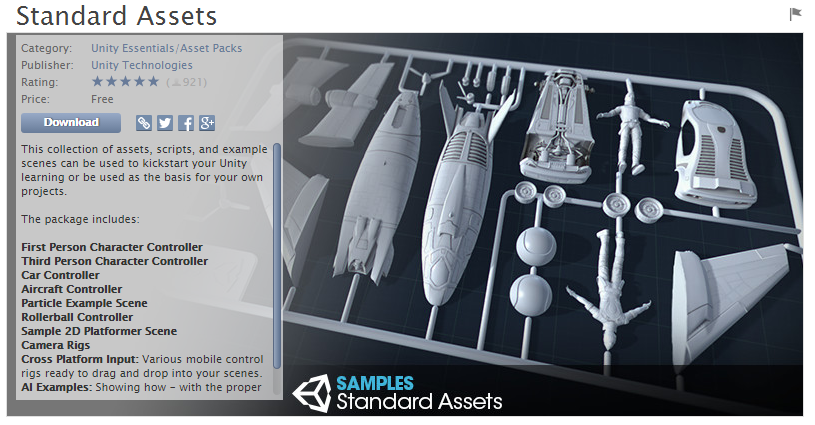 Standard Assets
Category: Unity Essentials/Asset Packs
Publisher: Unity Technologies
Rating: ★★★★★ (921)
Price: Free
Download
This collection of assets, scripts, and example
scenes can be used to kickstart your Unity
learning or be used as the basis for your own
projects.
The package includes:
First Person Character Controller
Third Person Character Controller
Car Controller
Aircraft Controller
Particle Example Scene
Rollerball Controller
Sample 2D Platformer Scene
Camera Rigs
Cross Platform Input: Various mobile control
rigs ready to drag and drop into your scenes.
AI Examples: Showing how – with the proper
SAMPLES
Standard Assets